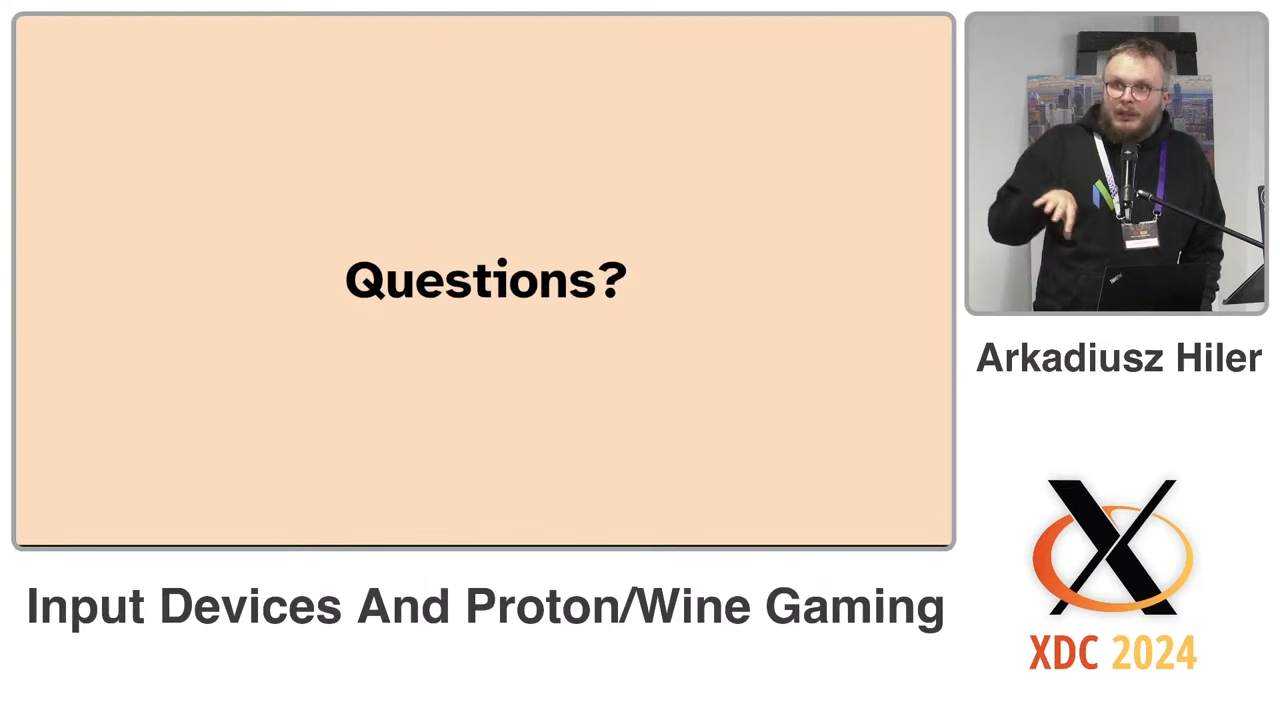 Questions?
Arkadiusz Hiler
Input Devices And Proton/Wine Gaming
XDC 2024